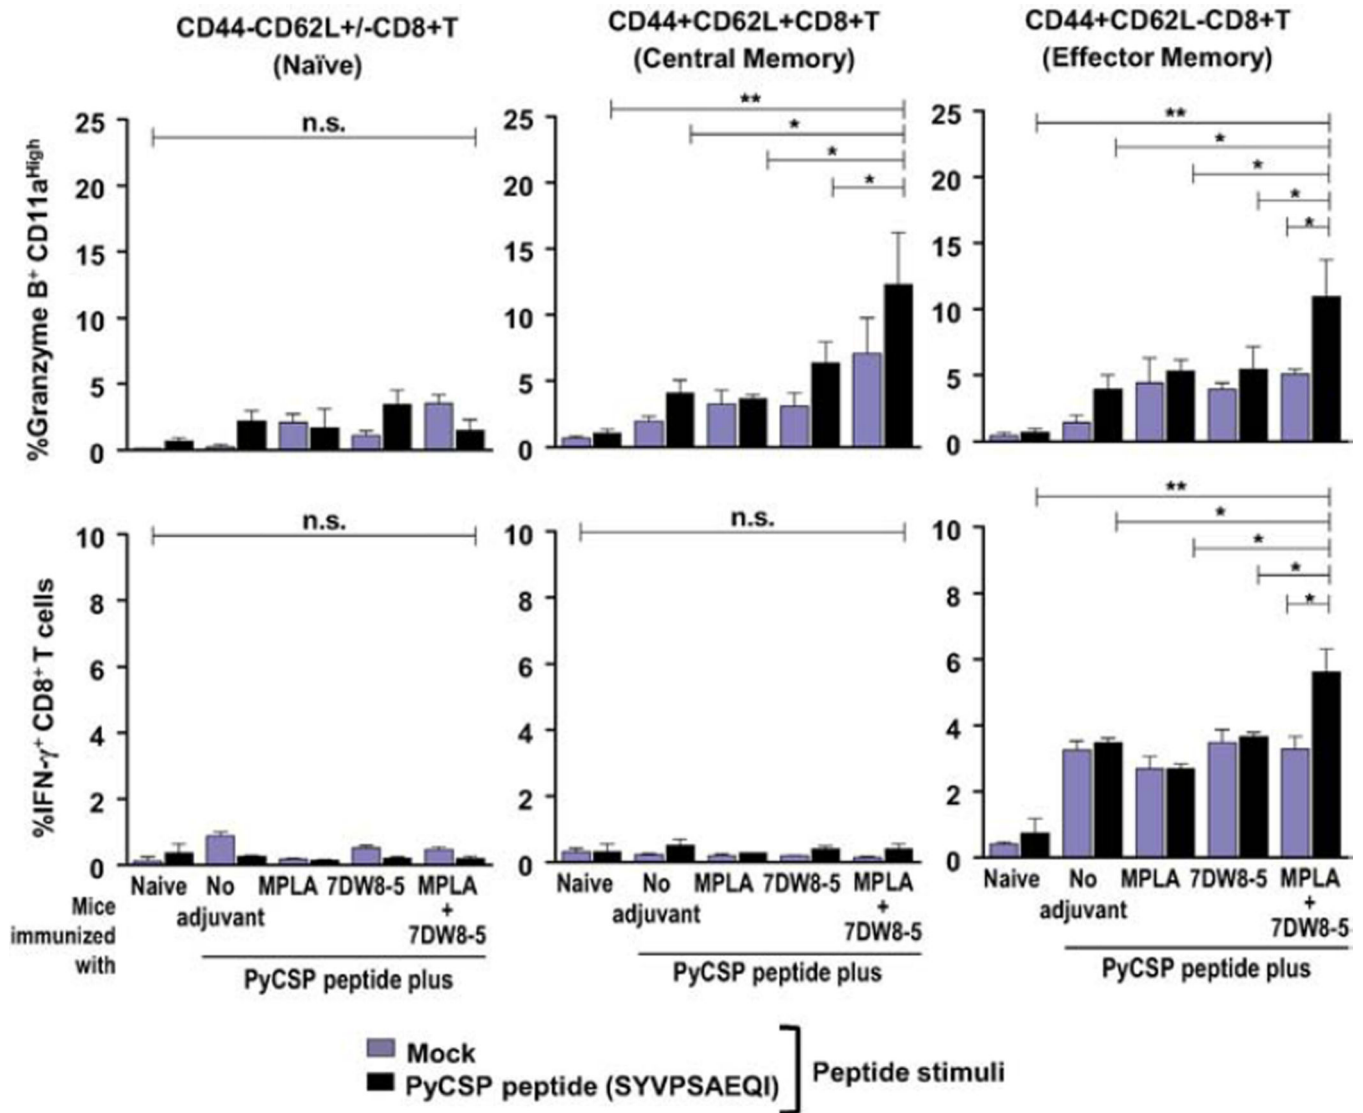 CD44-CD62L+/-CD8+T
(Naïve)
CD44+CD62L+CD8+T
(Central Memory)
CD44+CD62L-CD8+T
(Effector Memory)
%Granzyme B⁺ CD11aᴴⁱᵍʰ
25
20
15
10
5
0
n.s.
25
20
15
10
5
0
**
*
*
*
25
20
15
10
5
0
**
*
*
*
*
%IFN-γ⁺ CD8⁺ T cells
10
8
6
4
2
0
n.s.
10
8
6
4
2
0
n.s.
10
8
6
4
2
0
**
*
*
*
*
Mice
immunized
with
Naive No MPLA 7DW8-5 MPLA
adjuvant +
7DW8-5
PyCSP peptide plus
Naive No MPLA 7DW8-5 MPLA
adjuvant +
7DW8-5
PyCSP peptide plus
Naive No MPLA 7DW8-5 MPLA
adjuvant +
7DW8-5
PyCSP peptide plus
Mock
PyCSP peptide (SYVPSAEQI)
Peptide stimuli